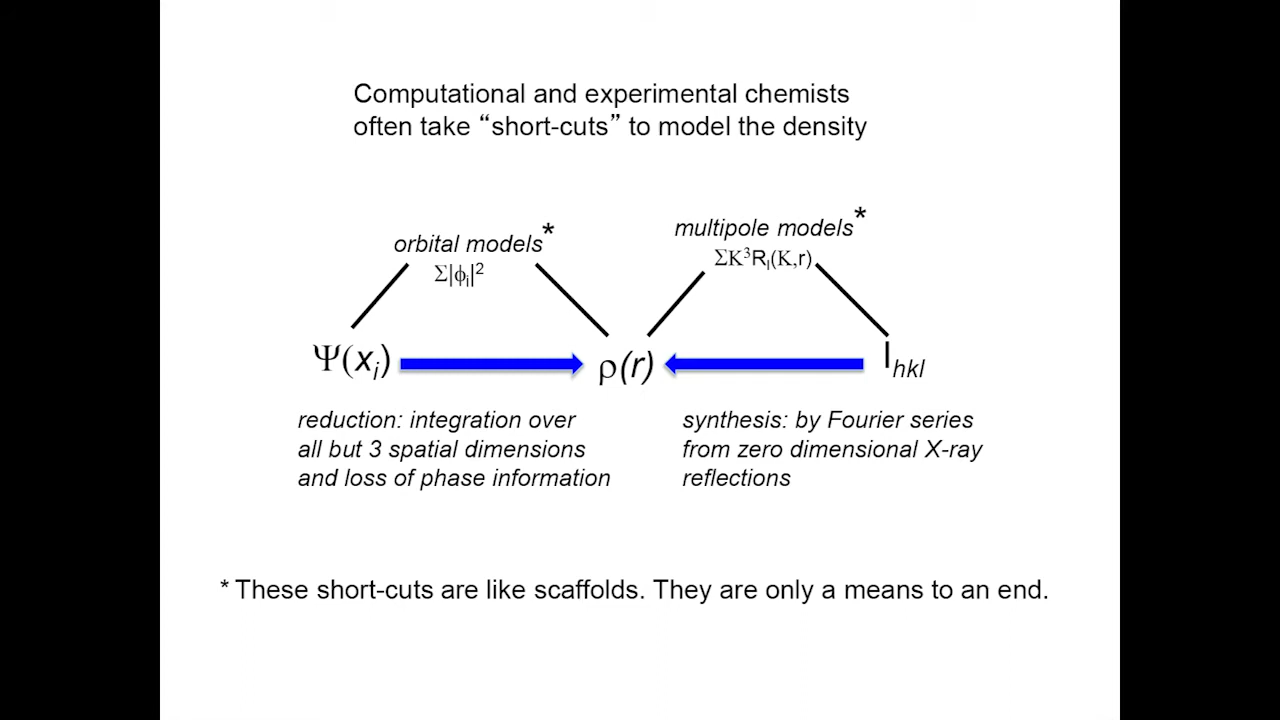 Computational and experimental chemists
often take “short-cuts” to model the density
orbital models*
Σ|ϕᵢ|²
multipole models*
ΣK³Rₗ(K,r)
Ψ(xᵢ)
ρ(r)
Ihkl
reduction: integration over
all but 3 spatial dimensions
and loss of phase information
synthesis: by Fourier series
from zero dimensional X-ray
reflections
* These short-cuts are like scaffolds. They are only a means to an end.